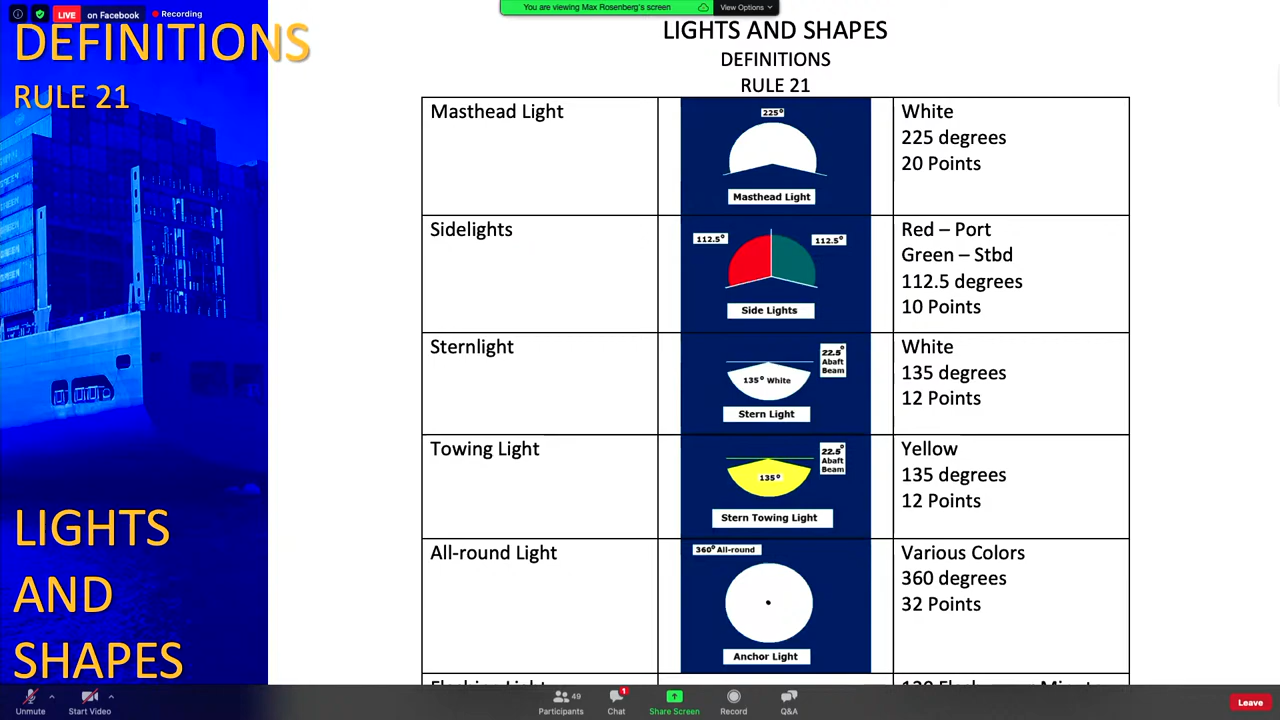 LIVE on Facebook Recording
You are viewing Max Rosenberg's screen View Options
DEFINITIONS
RULE 21
LIGHTS
AND
SHAPES
LIGHTS AND SHAPES
DEFINITIONS
RULE 21
Masthead Light
225°
Masthead Light
White
225 degrees
20 Points
Sidelights
112.5° 112.5°
Side Lights
Red – Port
Green – Stbd
112.5 degrees
10 Points
Sternlight
22.5°
Abaft
Beam
135° White
Stern Light
White
135 degrees
12 Points
Towing Light
22.5°
Abaft
Beam
135°
Stern Towing Light
Yellow
135 degrees
12 Points
All-round Light
360° All-round
Anchor Light
Various Colors
360 degrees
32 Points
Unmute Start Video Participants 49 Chat 1 Share Screen Record Q&A Leave